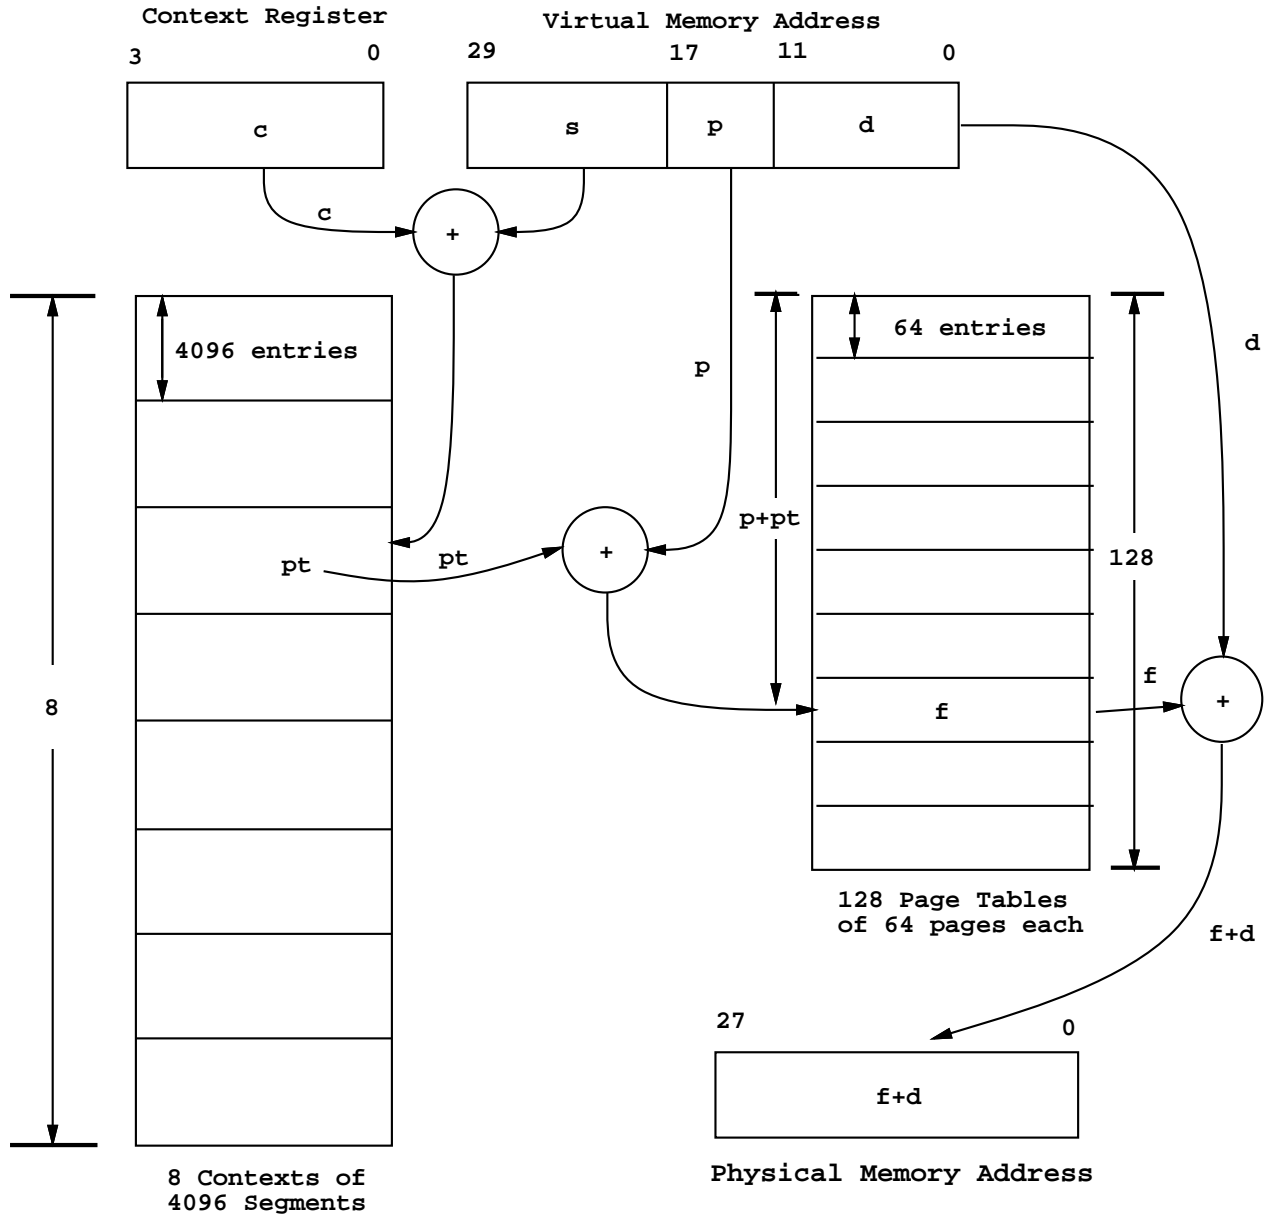 Context Register
Virtual Memory Address
3
0
29
17
11
0
c
s
p
d
c
+
4096 entries
64 entries
d
p
p+pt
pt
pt
+
128
8
f
f
+
128 Page Tables
of 64 pages each
f+d
27
0
f+d
8 Contexts of
4096 Segments
Physical Memory Address